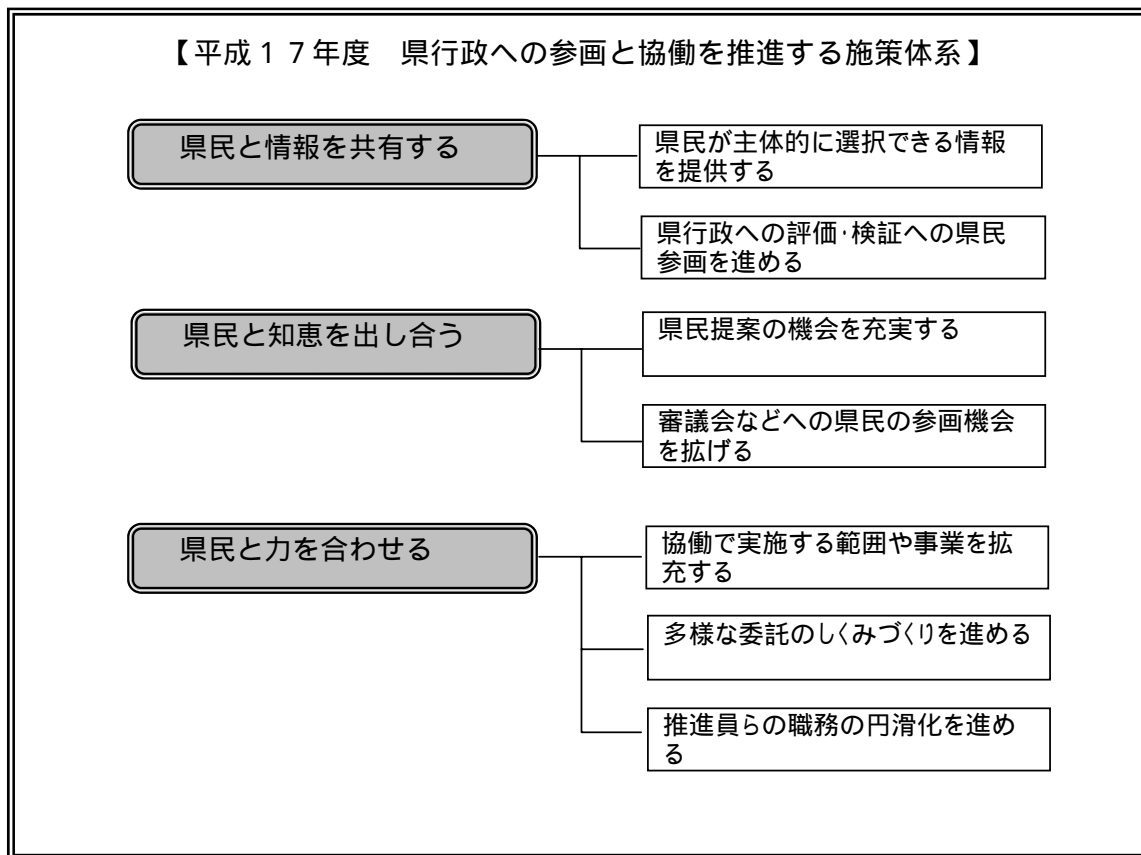 【平成１７年度　県行政への参画と協働を推進する施策体系】
県民と情報を共有する
県民が主体的に選択できる情報
を提供する
県行政への評価・検証への県民
参画を進める
県民と知恵を出し合う
県民提案の機会を充実する
審議会などへの県民の参画機会
を拡げる
県民と力を合わせる
協働で実施する範囲や事業を拡
充する
多様な委託のしくみづくりを進める
推進員らの職務の円滑化を進め
る